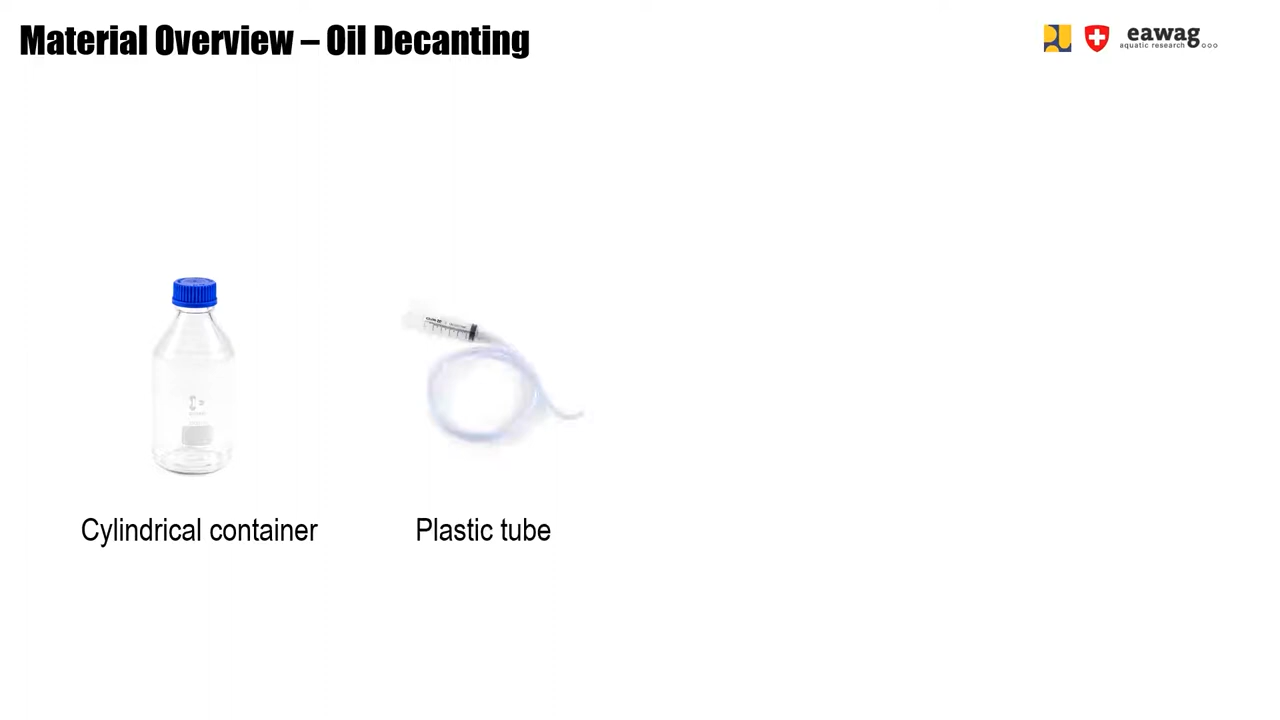 Material Overview – Oil Decanting
eawag
aquatic research
Cylindrical container
Plastic tube